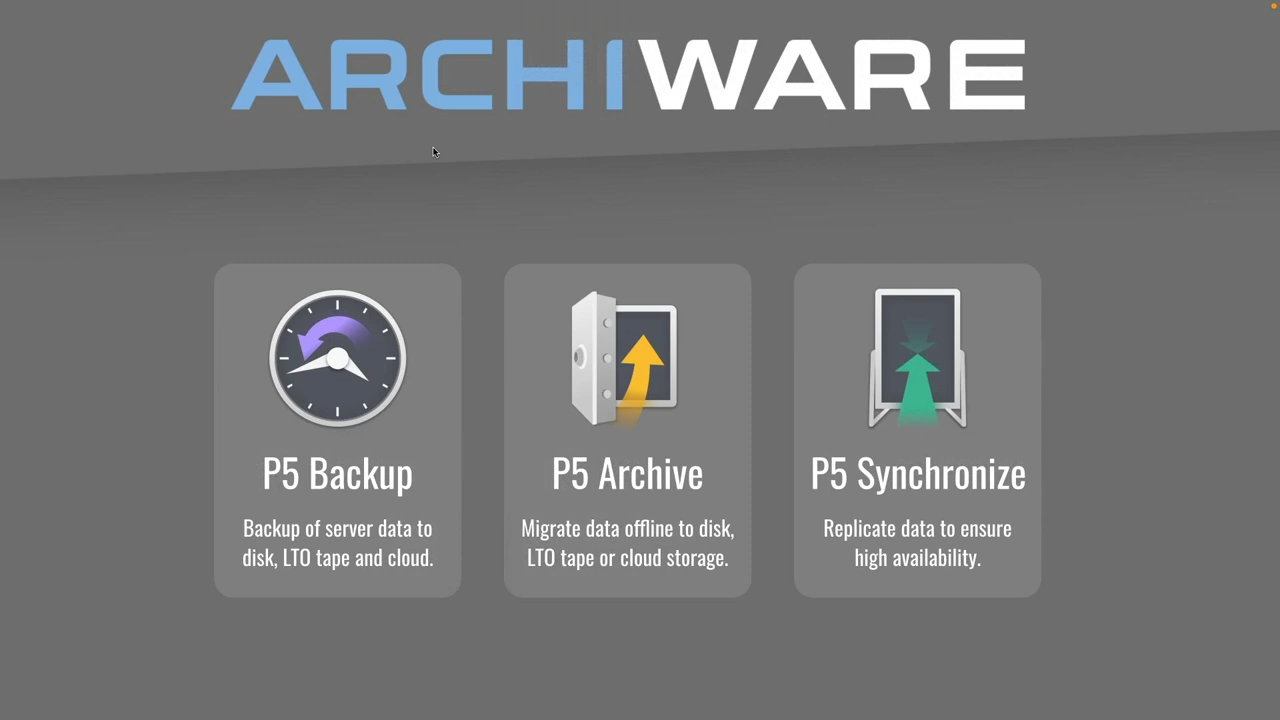 ARCHIWARE
P5 Backup
Backup of server data to
disk, LTO tape and cloud.
P5 Archive
Migrate data offline to disk,
LTO tape or cloud storage.
P5 Synchronize
Replicate data to ensure
high availability.